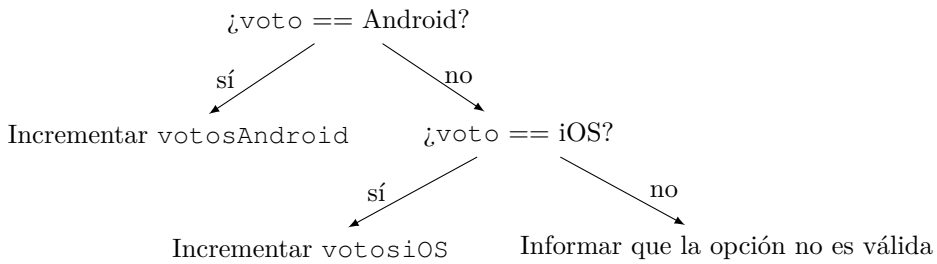 ¿voto == Android?
sí
no
Incrementar votosAndroid
¿voto == iOS?
sí
no
Incrementar votosiOS
Informar que la opción no es válida